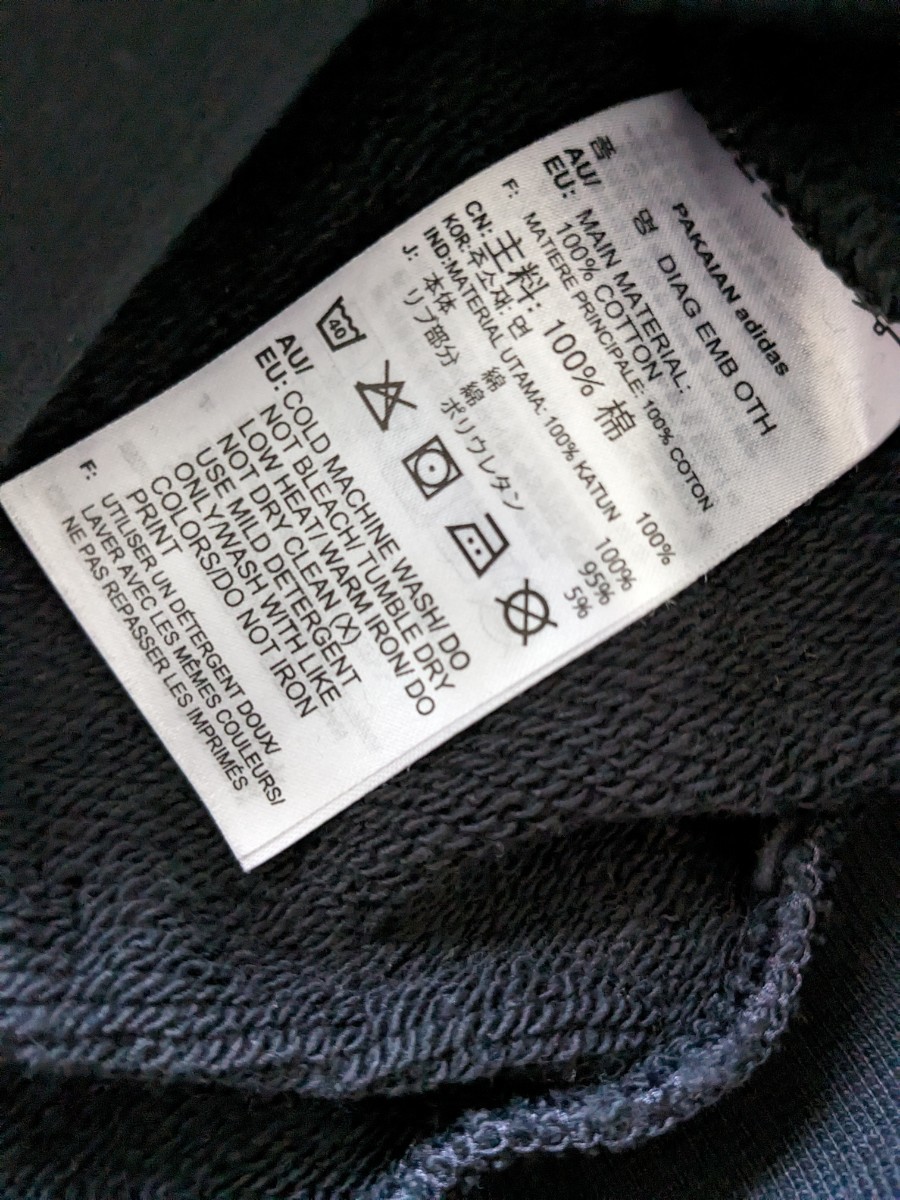 PAKAIAN adidas
품 명 DIAG EMB OTH
AU/ MAIN MATERIAL:
EU: 100% COTTON
F: MATIERE PRINCIPALE: 100% COTON
CN: 主料: 100% 棉
KOR: 주소재: 면 100%
IND: MATERIAL UTAMA: 100% KATUN
J: 本体 綿 100%
リブ部分 綿 95%
ポリウレタン 5%
40
AU/ COLD MACHINE WASH/ DO
EU: NOT BLEACH/ TUMBLE DRY
LOW HEAT/ WARM IRON/ DO
NOT DRY CLEAN (X)
USE MILD DETERGENT
ONLY/WASH WITH LIKE
COLORS/DO NOT IRON
PRINT
F: UTILISER UN DÉTERGENT DOUX/
LAVER AVEC LES MÊMES COULEURS/
NE PAS REPASSER LES IMPRIMÉS